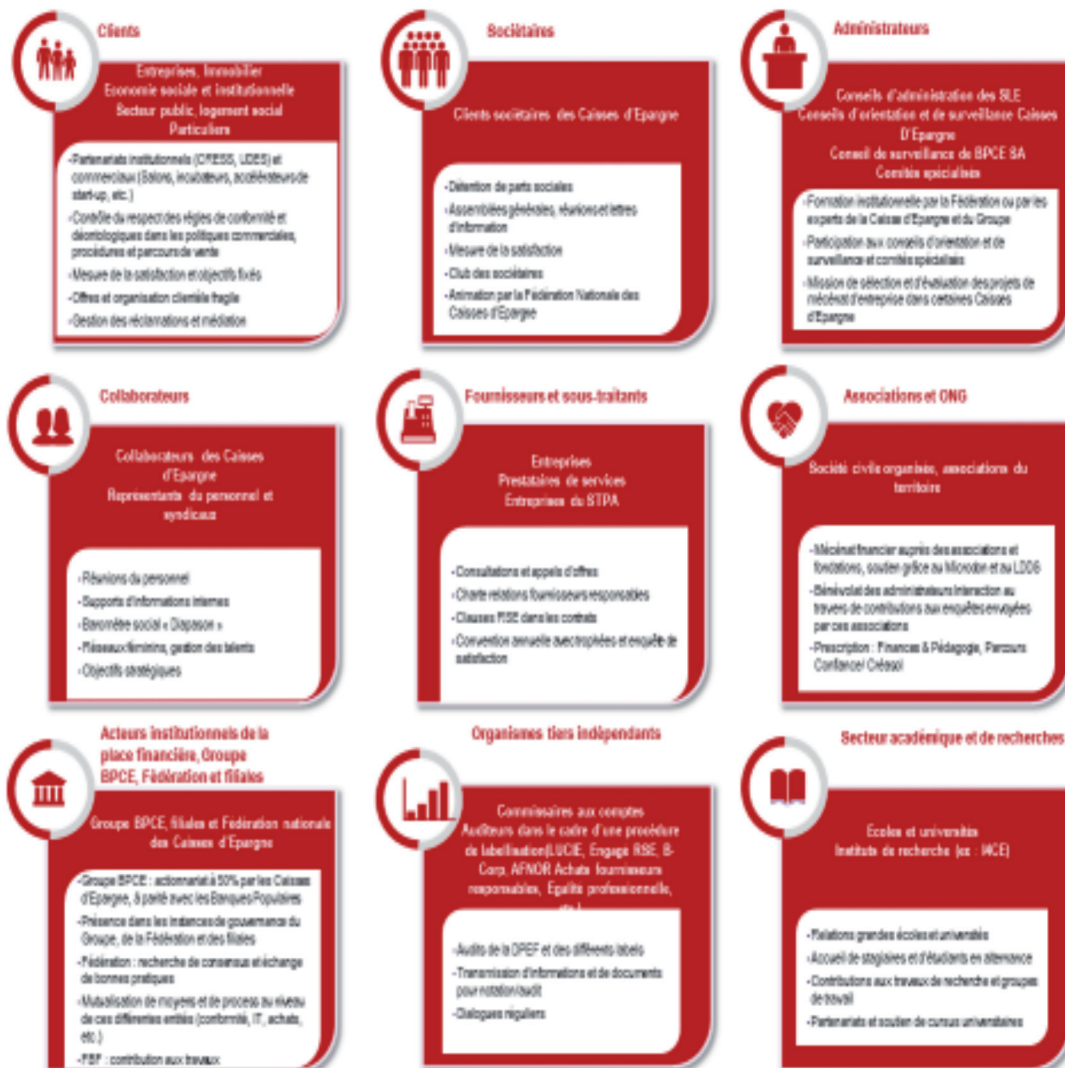 Clients
Entreprises, Immobilier
Economie sociale et institutionnelle
Secteur public, logement social
Particuliers
-Partenariats institutionnels (CRESS, UDES) et
commerciaux (Salons, incubateurs, accélérateurs de
start-up, etc.)
-Contrôle du respect des règles de conformité et
déontologiques dans les politiques commerciales,
procédures et parcours de vente
-Mesure de la satisfaction et objectifs fixés
-Offres et organisation clientèle fragile
-Gestion des réclamations et médiation
Sociétaires
Clients sociétaires des Caisses d'Epargne
-Détention de parts sociales
-Assemblées générales, réunions et lettres
d'information
-Mesure de la satisfaction
-Club des sociétaires
-Animation par la Fédération Nationale des
Caisses d'Epargne
Administrateurs
Conseils d'administration des SLE
Conseils d'orientation et de surveillance Caisses
D'Epargne
Conseil de surveillance de BPCE SA
Comités spécialisés
-Formation institutionnelle par la Fédération ou par les
experts de la Caisse d'Epargne et du Groupe
-Participation aux conseils d'orientation et de
surveillance et comités spécialisés
-Mission de sélection et d'évaluation des projets de
mécénat d'entreprise dans certaines Caisses
d'Epargne
Collaborateurs
Collaborateurs des Caisses
d'Epargne
Représentants du personnel et
syndicaux
-Réunions du personnel
-Supports d'informations internes
-Baromètre social « Diapason »
-Réseaux féminins, gestion des talents
-Objectifs stratégiques
Fournisseurs et sous-traitants
Entreprises
Prestataires de services
Entreprises du STPA
-Consultations et appels d'offres
-Charte relations fournisseurs responsables
-Clauses RSE dans les contrats
-Convention annuelle avec trophées et enquête de
satisfaction
Associations et ONG
Société civile organisée, associations du
territoire
-Mécénat financier auprès des associations et
fondations, soutien grâce au Microdon et au LDDS
-Bénévolat des administrateurs Interaction au
travers de contributions aux enquêtes envoyées
par ces associations
-Prescription : Finances & Pédagogie, Parcours
Confiance/ Créasol
Acteurs institutionnels de la
place financière, Groupe
BPCE, Fédération et filiales
Groupe BPCE, filiales et Fédération nationale
des Caisses d'Epargne
-Groupe BPCE : actionnariat à 50% par les Caisses
d'Epargne, à parité avec les Banques Populaires
-Présence dans les instances de gouvernance du
Groupe, de la Fédération et des filiales
-Fédération : recherche de consensus et échange
de bonnes pratiques
-Mutualisation de moyens et de process au niveau
de ces différentes entités (conformité, IT, achats,
etc.)
-FBF : contribution aux travaux
Organismes tiers indépendants
Commissaires aux comptes
Auditeurs dans le cadre d'une procédure
de labellisation(LUCIE, Engagé RSE, B-
Corp, AFNOR Achats fournisseurs
responsables, Egalité professionnelle,
etc.)
-Audits de la DPEF et des différents labels
-Transmission d'informations et de documents
pour notation/audit
-Dialogues réguliers
Secteur académique et de recherches
Ecoles et universités
Instituts de recherche (ex : I4CE)
-Relations grandes écoles et universités
-Accueil de stagiaires et d'étudiants en alternance
-Contributions aux travaux de recherche et groupes
de travail
-Partenariats et soutien de cursus universitaires